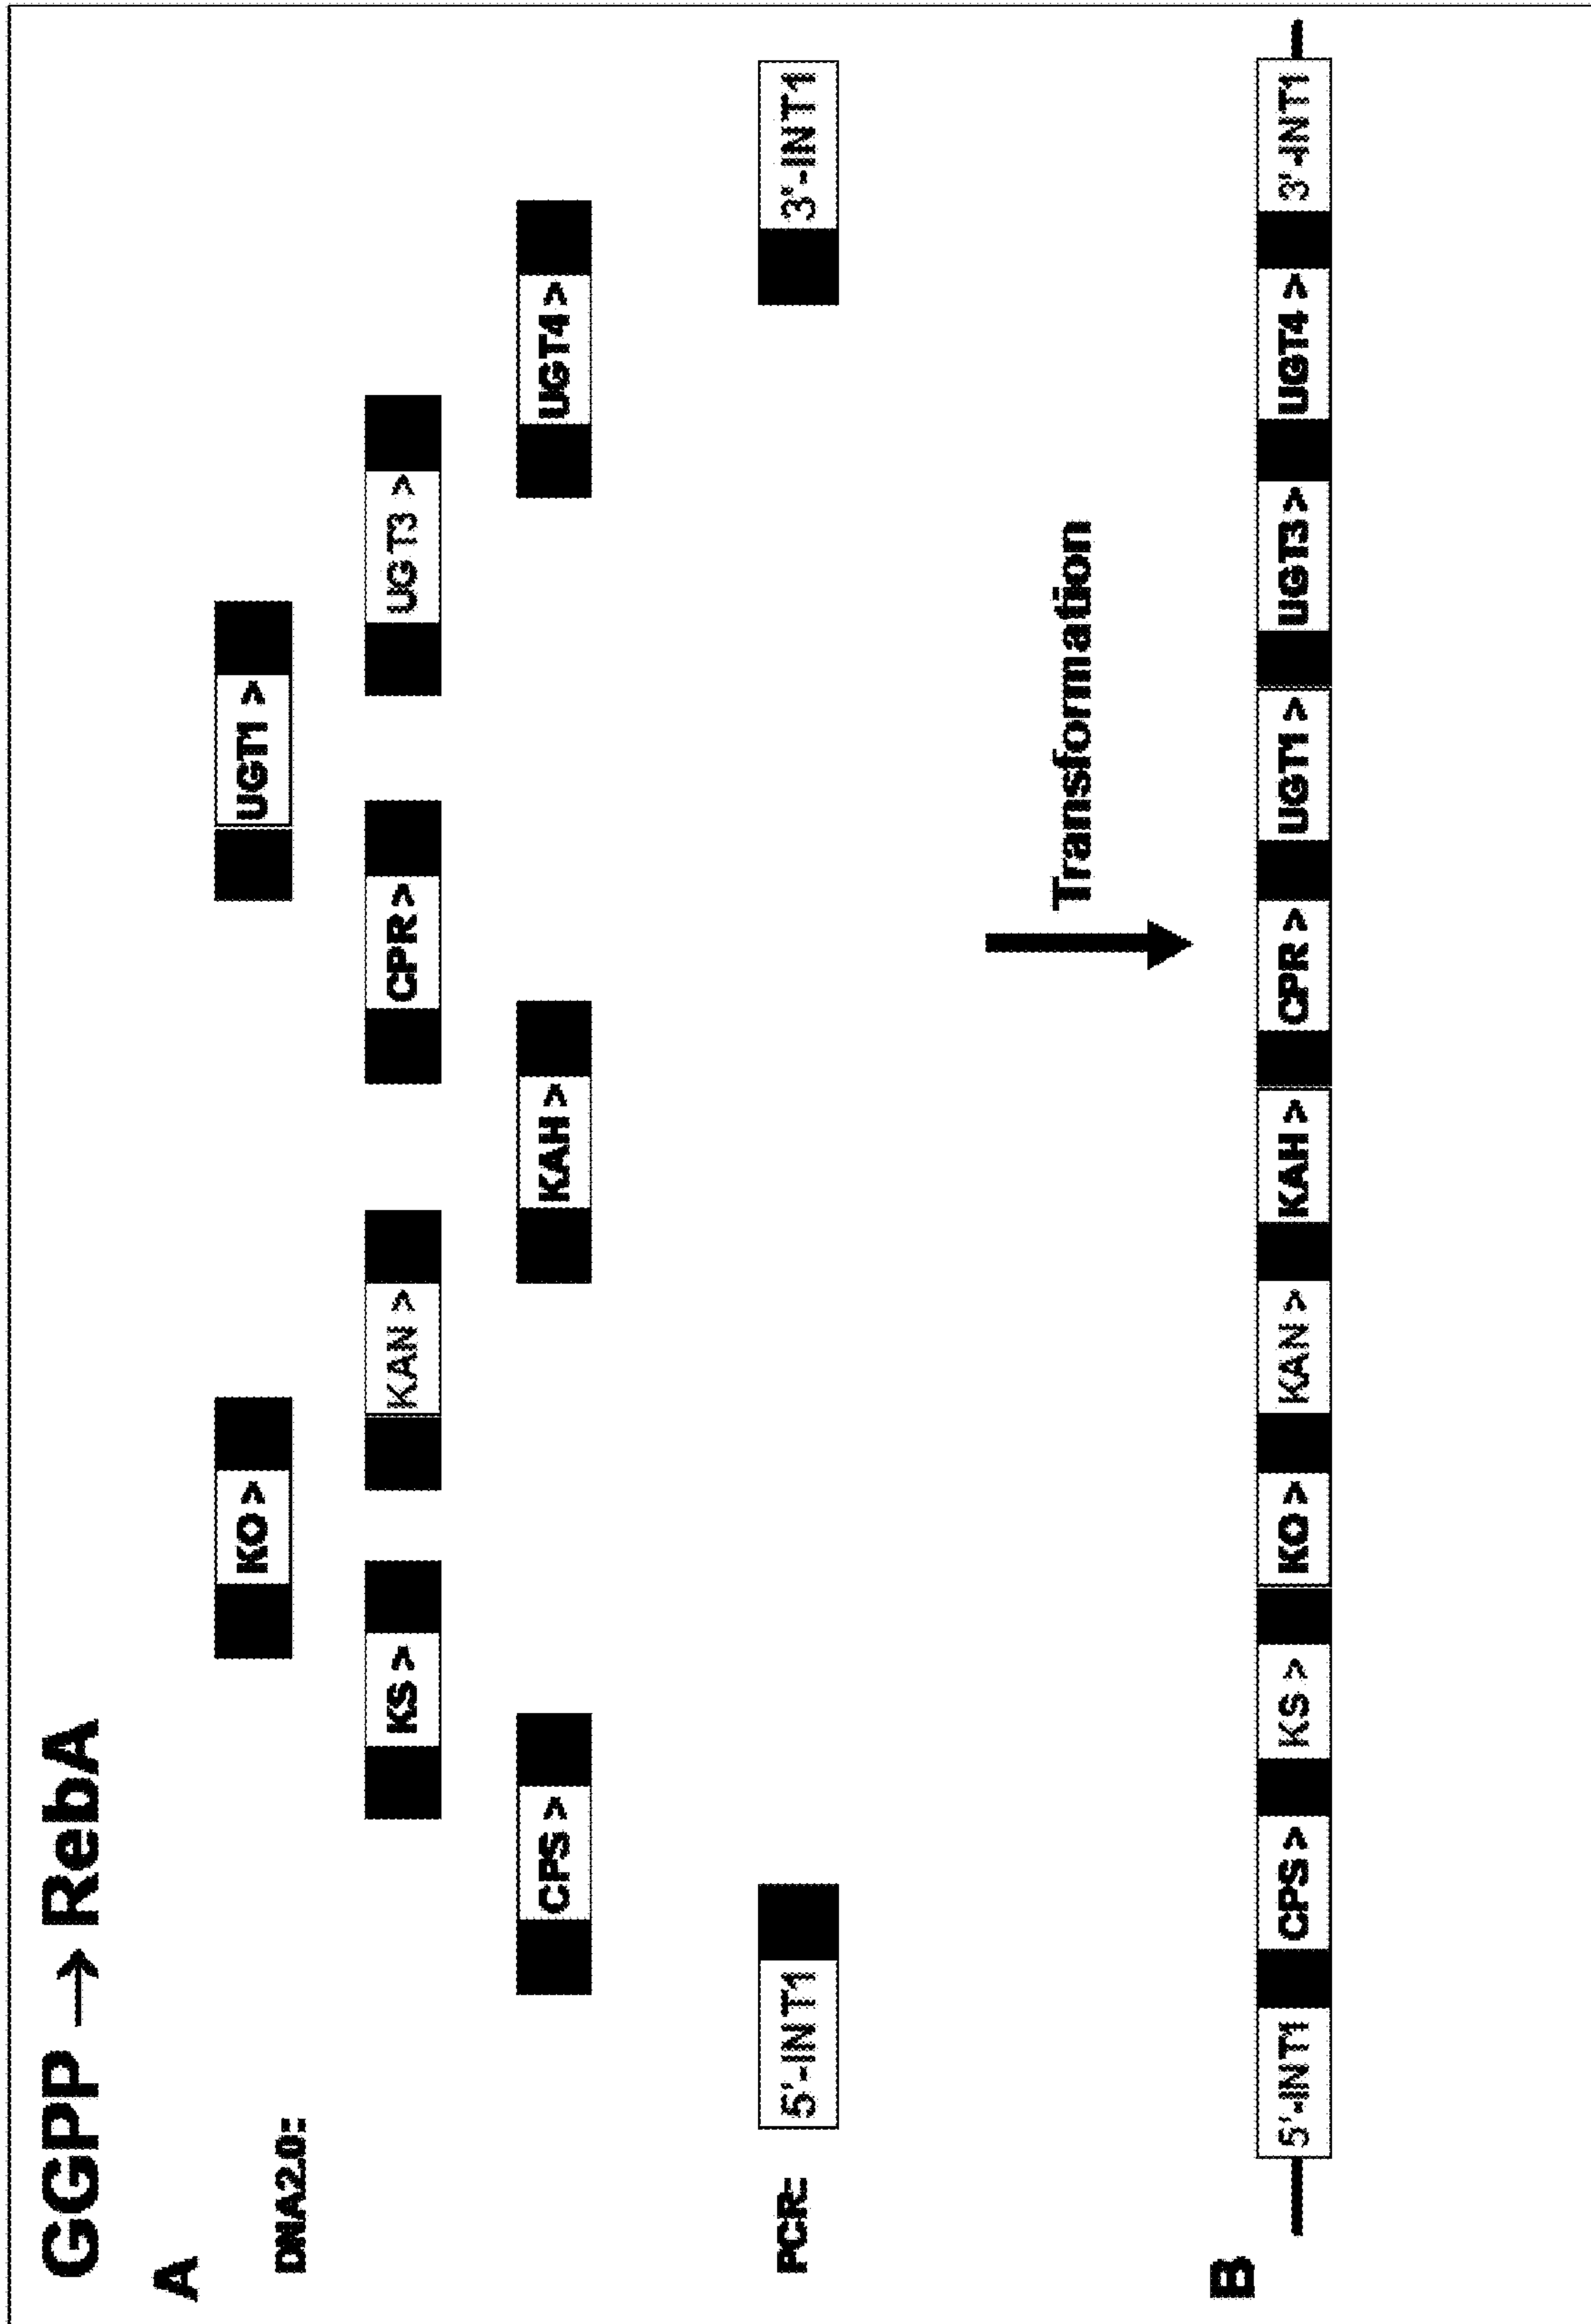 GGPP → RebA
A
DNA2.0::
KO > UGT1 >
KS > KAN > CPR > UGT3 >
CPS > KAH > UGT4 >
PCR: 5'-INT1 3'-INT1
Transformation
B
5'-INT1 CPS > KS > KO > KAN > KAH > CPR > UGT1 > UGT3 > UGT4 > 3'-INT1